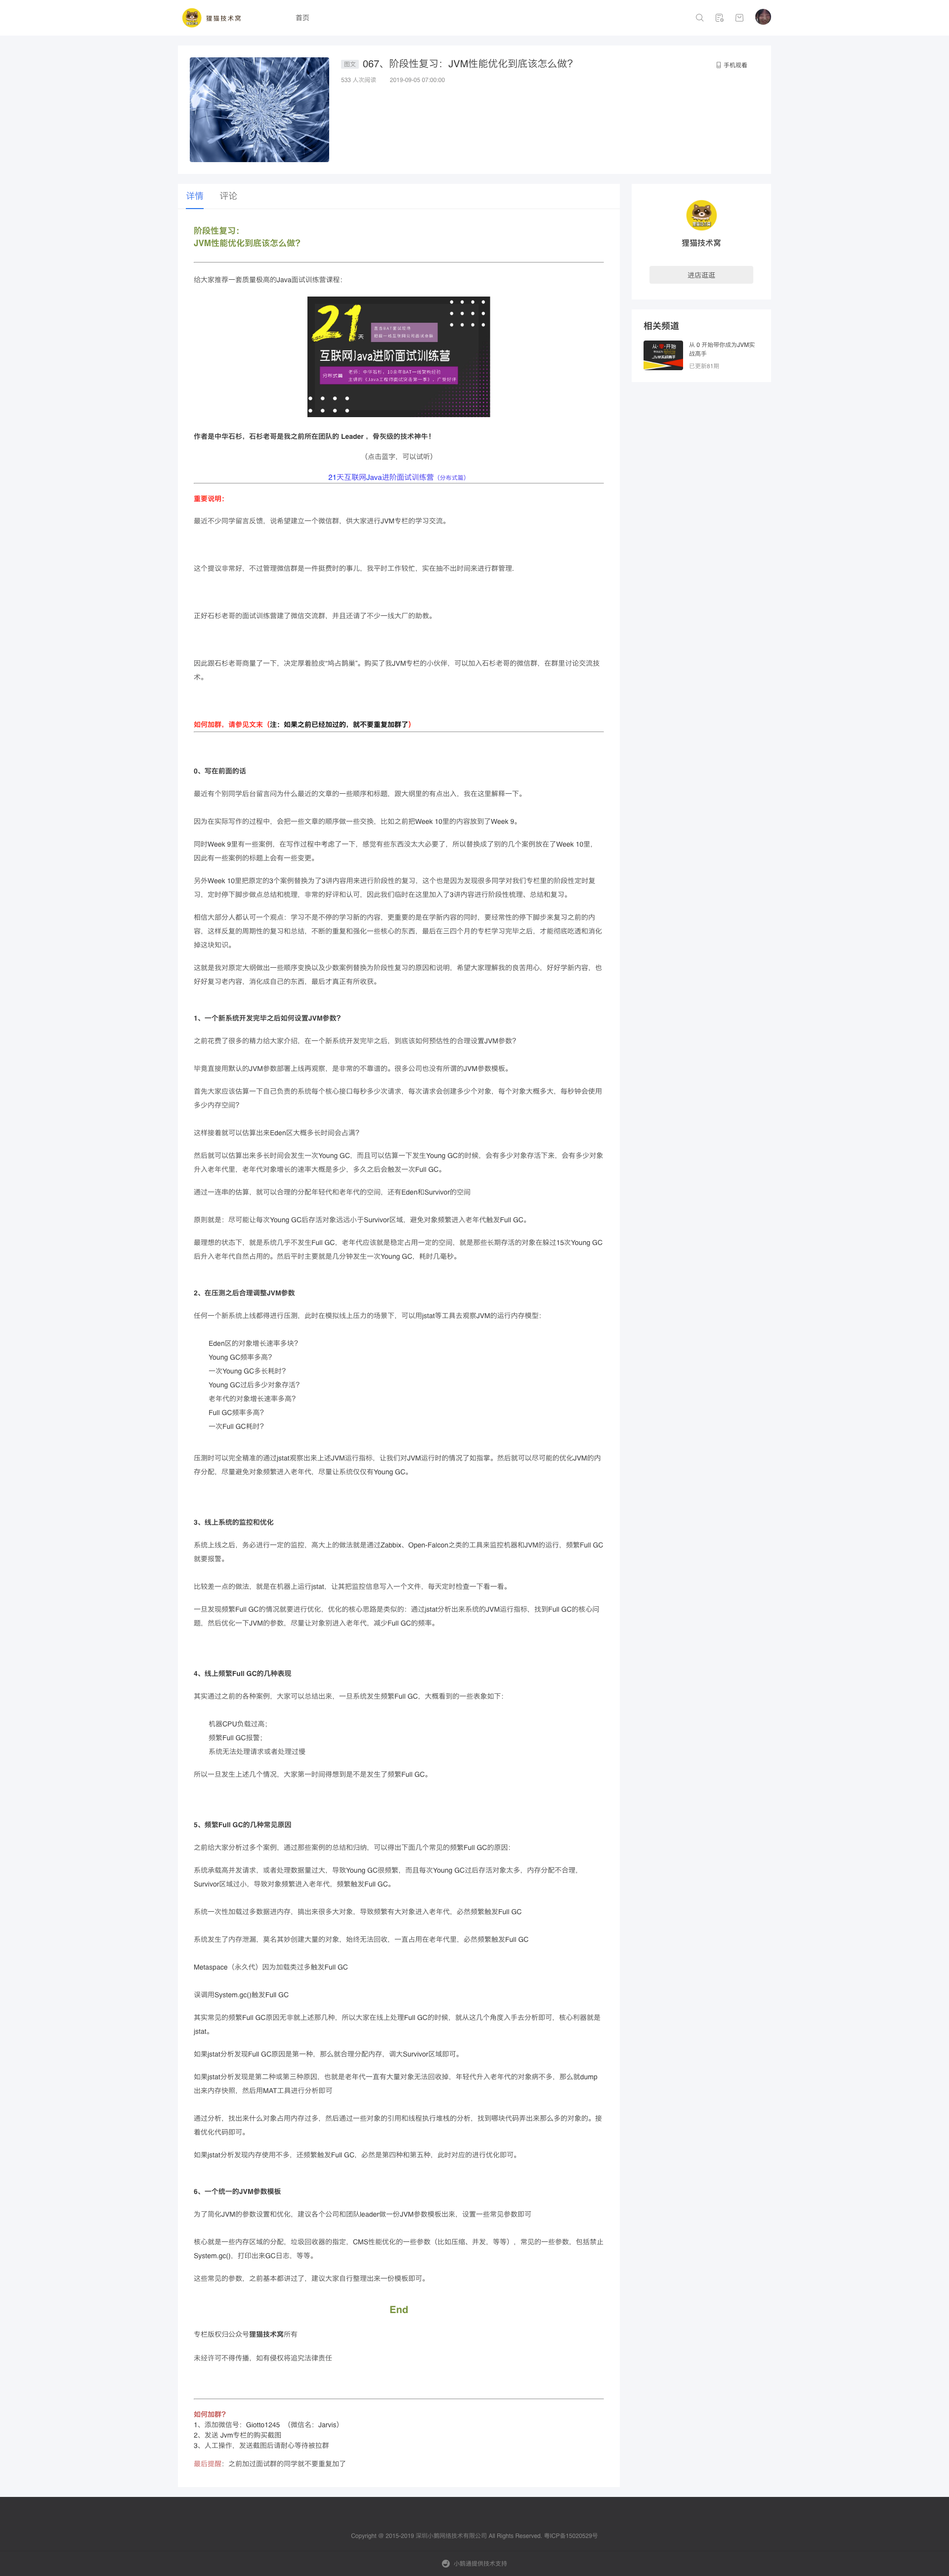 狸猫技术窝
首页
图文 067、阶段性复习：JVM性能优化到底该怎么做？
手机观看
533 人次阅读 2019-09-05 07:00:00
详情 评论
阶段性复习：
JVM性能优化到底该怎么做？
给大家推荐一套质量极高的Java面试训练营课程：
21 天
互联网Java进阶面试训练营
作者是中华石杉，石杉老哥是我之前所在团队的 Leader ，骨灰级的技术神牛！
（点击蓝字，可以试听）
21天互联网Java进阶面试训练营（分布式篇）
重要说明：
最近不少同学留言反馈，说希望建立一个微信群，供大家进行JVM专栏的学习交流。
这个提议非常好，不过管理微信群是一件挺费时的事儿，我平时工作较忙，实在抽不出时间来进行群管理.
正好石杉老哥的面试训练营建了微信交流群，并且还请了不少一线大厂的助教。
因此跟石杉老哥商量了一下，决定厚着脸皮“鸠占鹊巢”。购买了我JVM专栏的小伙伴，可以加入石杉老哥的微信群，在群里讨论交流技
术。
如何加群，请参见文末（注：如果之前已经加过的，就不要重复加群了）
0、写在前面的话
最近有个别同学后台留言问为什么最近的文章的一些顺序和标题，跟大纲里的有点出入，我在这里解释一下。
因为在实际写作的过程中，会把一些文章的顺序做一些交换，比如之前把Week 10里的内容放到了Week 9。
同时Week 9里有一些案例，在写作过程中考虑了一下，感觉有些东西没太大必要了，所以替换成了别的几个案例放在了Week 10里，
因此有一些案例的标题上会有一些变更。
另外Week 10里把原定的3个案例替换为了3讲内容用来进行阶段性的复习，这个也是因为发现很多同学对我们专栏里的阶段性定时复
习，定时停下脚步做点总结和梳理，非常的好评和认可，因此我们临时在这里加入了3讲内容进行阶段性梳理、总结和复习。
相信大部分人都认可一个观点：学习不是不停的学习新的内容，更重要的是在学新内容的同时，要经常性的停下脚步来复习之前的内
容，这样反复的周期性的复习和总结，不断的重复和强化一些核心的东西，最后在三四个月的专栏学习完毕之后，才能彻底吃透和消化
掉这块知识。
这就是我对原定大纲做出一些顺序变换以及少数案例替换为阶段性复习的原因和说明，希望大家理解我的良苦用心，好好学新内容，也
好好复习老内容，消化成自己的东西，最后才真正有所收获。
1、一个新系统开发完毕之后如何设置JVM参数？
之前花费了很多的精力给大家介绍，在一个新系统开发完毕之后，到底该如何预估性的合理设置JVM参数？
毕竟直接用默认的JVM参数部署上线再观察，是非常的不靠谱的。很多公司也没有所谓的JVM参数模板。
首先大家应该估算一下自己负责的系统每个核心接口每秒多少次请求，每次请求会创建多少个对象，每个对象大概多大，每秒钟会使用
多少内存空间？
这样接着就可以估算出来Eden区大概多长时间会占满？
然后就可以估算出来多长时间会发生一次Young GC，而且可以估算一下发生Young GC的时候，会有多少对象存活下来，会有多少对象
升入老年代里，老年代对象增长的速率大概是多少，多久之后会触发一次Full GC。
通过一连串的估算，就可以合理的分配年轻代和老年代的空间，还有Eden和Survivor的空间
原则就是：尽可能让每次Young GC后存活对象远远小于Survivor区域，避免对象频繁进入老年代触发Full GC。
最理想的状态下，就是系统几乎不发生Full GC，老年代应该就是稳定占用一定的空间，就是那些长期存活的对象在躲过15次Young GC
后升入老年代自然占用的。然后平时主要就是几分钟发生一次Young GC，耗时几毫秒。
2、在压测之后合理调整JVM参数
任何一个新系统上线都得进行压测，此时在模拟线上压力的场景下，可以用jstat等工具去观察JVM的运行内存模型：
Eden区的对象增长速率多块？
Young GC频率多高？
一次Young GC多长耗时？
Young GC过后多少对象存活？
老年代的对象增长速率多高？
Full GC频率多高？
一次Full GC耗时？
压测时可以完全精准的通过jstat观察出来上述JVM运行指标，让我们对JVM运行时的情况了如指掌。然后就可以尽可能的优化JVM的内
存分配，尽量避免对象频繁进入老年代，尽量让系统仅仅有Young GC。
3、线上系统的监控和优化
系统上线之后，务必进行一定的监控，高大上的做法就是通过Zabbix、Open-Falcon之类的工具来监控机器和JVM的运行，频繁Full GC
就要报警。
比较差一点的做法，就是在机器上运行jstat，让其把监控信息写入一个文件，每天定时检查一下看一看。
一旦发现频繁Full GC的情况就要进行优化，优化的核心思路是类似的：通过jstat分析出来系统的JVM运行指标，找到Full GC的核心问
题，然后优化一下JVM的参数，尽量让对象别进入老年代，减少Full GC的频率。
4、线上频繁Full GC的几种表现
其实通过之前的各种案例，大家可以总结出来，一旦系统发生频繁Full GC，大概看到的一些表象如下：
机器CPU负载过高；
频繁Full GC报警；
系统无法处理请求或者处理过慢
所以一旦发生上述几个情况，大家第一时间得想到是不是发生了频繁Full GC。
5、频繁Full GC的几种常见原因
之前给大家分析过多个案例，通过那些案例的总结和归纳，可以得出下面几个常见的频繁Full GC的原因：
系统承载高并发请求，或者处理数据量过大，导致Young GC很频繁，而且每次Young GC过后存活对象太多，内存分配不合理，
Survivor区域过小，导致对象频繁进入老年代，频繁触发Full GC。
系统一次性加载过多数据进内存，搞出来很多大对象，导致频繁有大对象进入老年代，必然频繁触发Full GC
系统发生了内存泄漏，莫名其妙创建大量的对象，始终无法回收，一直占用在老年代里，必然频繁触发Full GC
Metaspace（永久代）因为加载类过多触发Full GC
误调用System.gc()触发Full GC
其实常见的频繁Full GC原因无非就上述那几种，所以大家在线上处理Full GC的时候，就从这几个角度入手去分析即可，核心利器就是
jstat。
如果jstat分析发现Full GC原因是第一种，那么就合理分配内存，调大Survivor区域即可。
如果jstat分析发现是第二种或第三种原因，也就是老年代一直有大量对象无法回收掉，年轻代升入老年代的对象病不多，那么就dump
出来内存快照，然后用MAT工具进行分析即可
通过分析，找出来什么对象占用内存过多，然后通过一些对象的引用和线程执行堆栈的分析，找到哪块代码弄出来那么多的对象的。接
着优化代码即可。
如果jstat分析发现内存使用不多，还频繁触发Full GC，必然是第四种和第五种，此时对应的进行优化即可。
6、一个统一的JVM参数模板
为了简化JVM的参数设置和优化，建议各个公司和团队leader做一份JVM参数模板出来，设置一些常见参数即可
核心就是一些内存区域的分配，垃圾回收器的指定，CMS性能优化的一些参数（比如压缩、并发，等等），常见的一些参数，包括禁止
System.gc()，打印出来GC日志，等等。
这些常见的参数，之前基本都讲过了，建议大家自行整理出来一份模板即可。
End
专栏版权归公众号狸猫技术窝所有
未经许可不得传播，如有侵权将追究法律责任
如何加群？
1、添加微信号：Giotto1245 （微信名：Jarvis）
2、发送 Jvm专栏的购买截图
3、人工操作，发送截图后请耐心等待被拉群
最后提醒：之前加过面试群的同学就不要重复加了
狸猫技术窝
进店逛逛
相关频道
从 0 开始带你成为JVM实
战高手
已更新81期
Copyright @ 2015-2019 深圳小鹅网络技术有限公司 All Rights Reserved. 粤ICP备15020529号
小鹅通提供技术支持